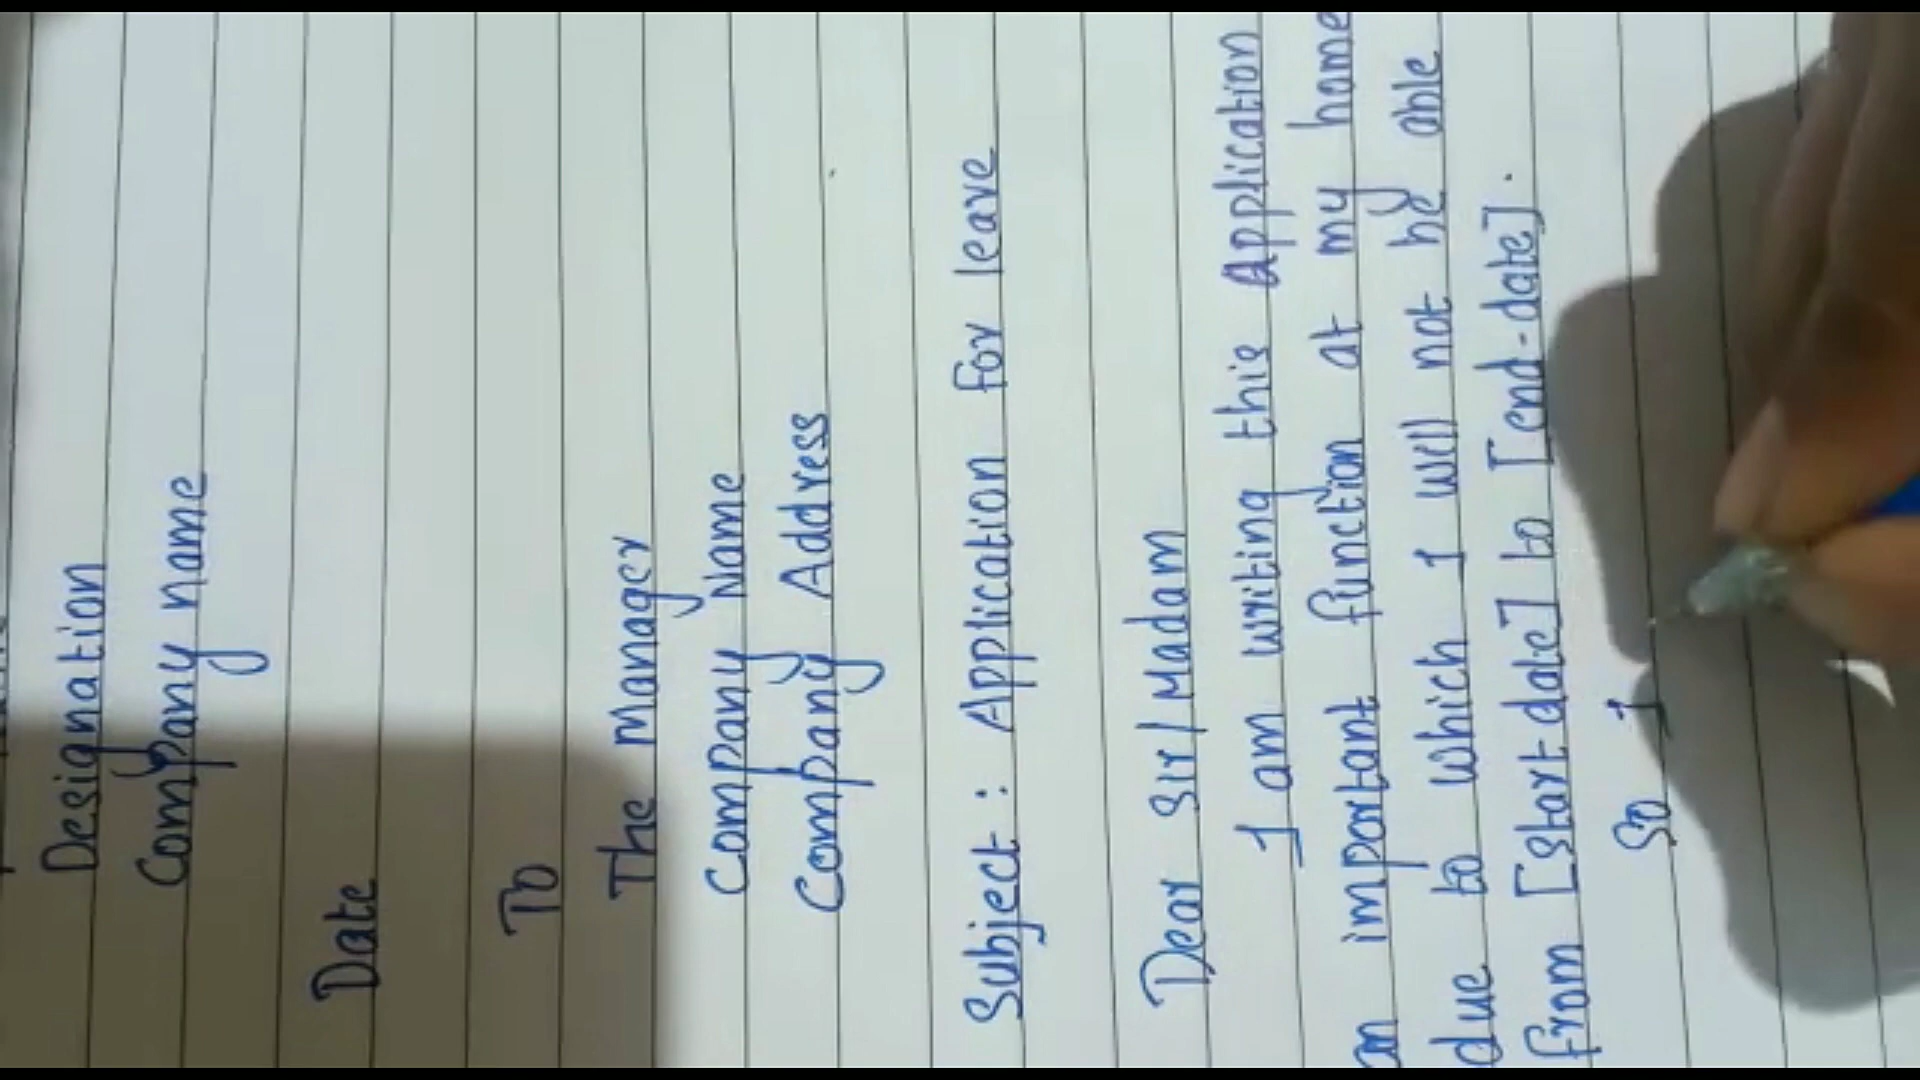 Designation
Company name
Date
To
The Manager
Company Name
Company Address
Subject : Application for leave
Dear Sir/Madam
I am writing this application
an important function at my home
due to which I will not be able
from [start date] to [end-date].
So I